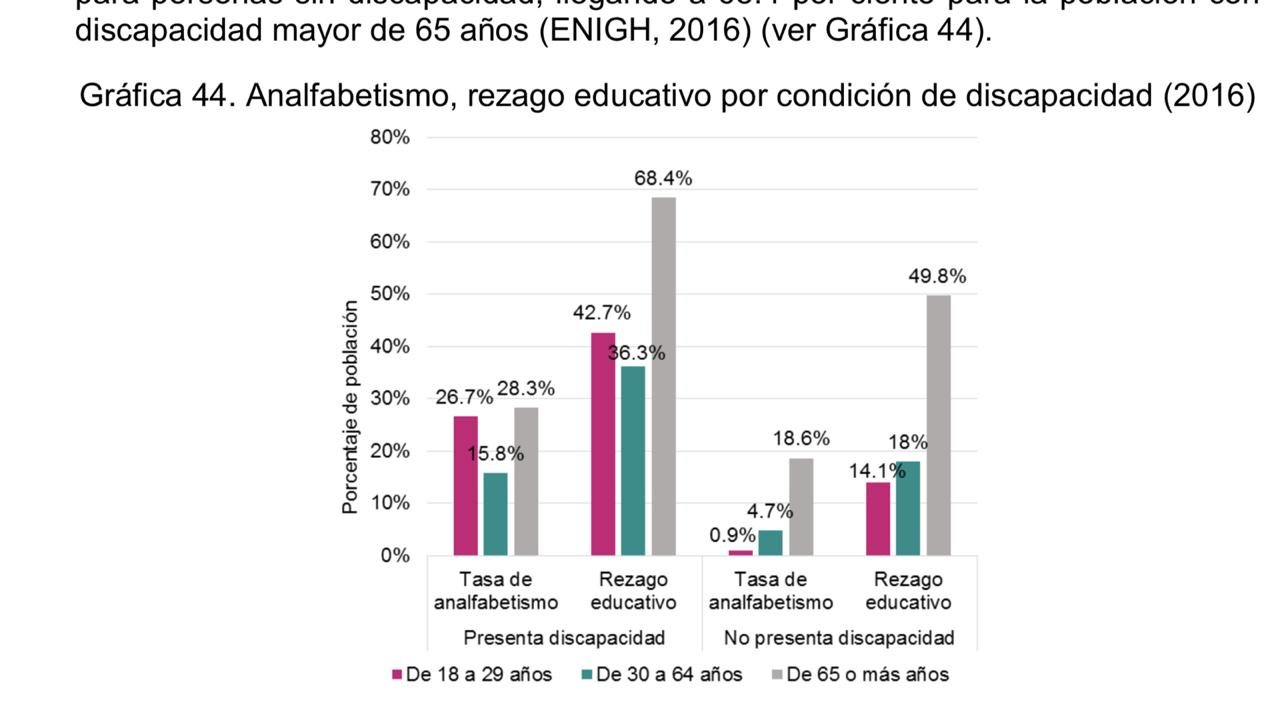 discapacidad mayor de 65 años (ENIGH, 2016) (ver Gráfica 44).
Gráfica 44. Analfabetismo, rezago educativo por condición de discapacidad (2016)
80%
70%
60%
50%
40%
30%
20%
10%
0%
Porcentaje de población
26.7%
15.8%
28.3%
42.7%
36.3%
68.4%
0.9%
4.7%
18.6%
14.1%
18%
49.8%
Tasa de
analfabetismo
Rezago
educativo
Tasa de
analfabetismo
Rezago
educativo
Presenta discapacidad
No presenta discapacidad
De 18 a 29 años
De 30 a 64 años
De 65 o más años